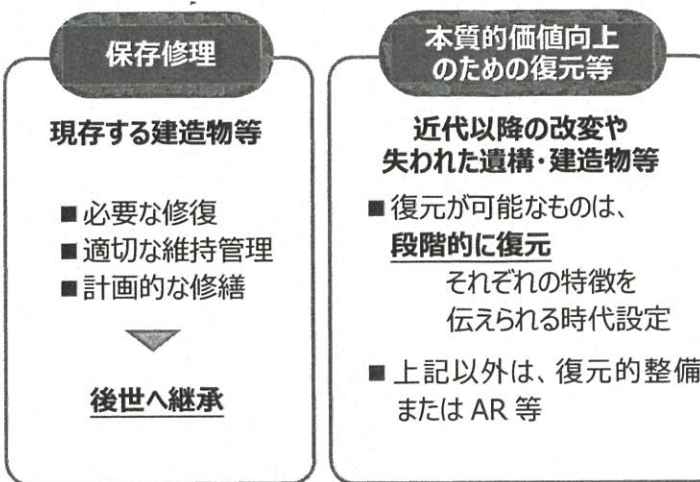 保存修理
現存する建造物等
■必要な修復
■適切な維持管理
■計画的な修繕
後世へ継承
本質的価値向上
のための復元等
近代以降の改変や
失われた遺構・建造物等
■復元が可能なものは、
段階的に復元
それぞれの特徴を
伝えられる時代設定
■上記以外は、復元的整備
または AR 等